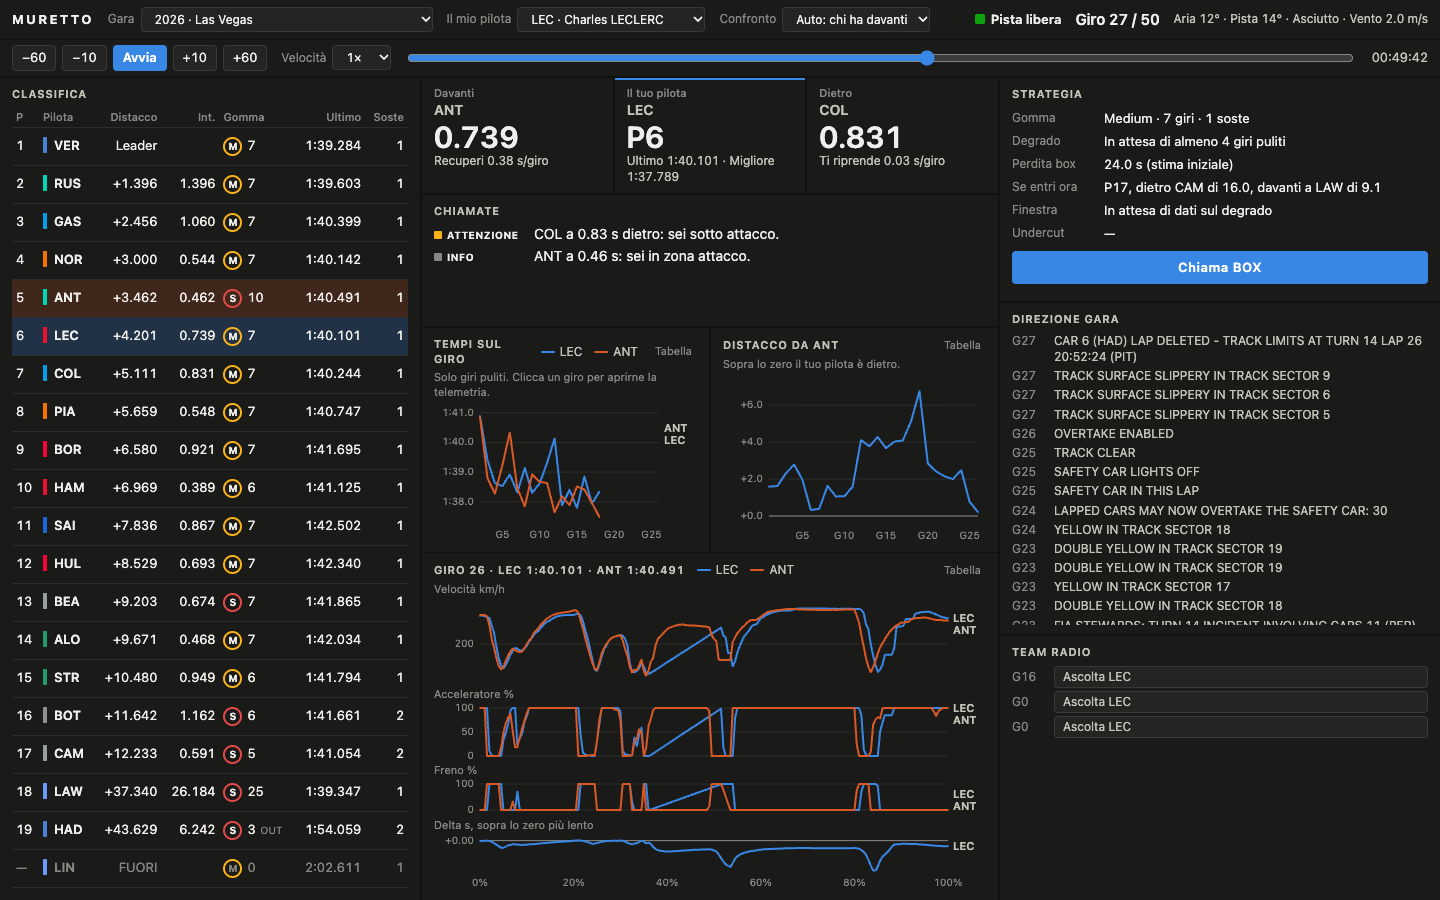 MURETTO Gara 2026 · Las Vegas Il mio pilota LEC · Charles LECLERC Confronto Auto: chi ha davanti Pista libera Giro 27 / 50 Aria 12° · Pista 14° · Asciutto · Vento 2.0 m/s
−60 −10 Avvia +10 +60 Velocità 1× 00:49:42
CLASSIFICA
P Pilota Distacco Int. Gomma Ultimo Soste
1 VER Leader M 7 1:39.284 1
2 RUS +1.396 1.396 M 7 1:39.603 1
3 GAS +2.456 1.060 M 7 1:40.399 1
4 NOR +3.000 0.544 M 7 1:40.142 1
5 ANT +3.462 0.462 S 10 1:40.491 1
6 LEC +4.201 0.739 M 7 1:40.101 1
7 COL +5.111 0.831 M 7 1:40.244 1
8 PIA +5.659 0.548 M 7 1:40.747 1
9 BOR +6.580 0.921 M 7 1:41.695 1
10 HAM +6.969 0.389 M 6 1:41.125 1
11 SAI +7.836 0.867 M 7 1:42.502 1
12 HUL +8.529 0.693 M 7 1:42.340 1
13 BEA +9.203 0.674 S 7 1:41.865 1
14 ALO +9.671 0.468 M 7 1:42.034 1
15 STR +10.480 0.949 M 6 1:41.794 1
16 BOT +11.642 1.162 S 6 1:41.661 2
17 CAM +12.233 0.591 S 5 1:41.054 2
18 LAW +37.340 26.184 S 25 1:39.347 1
19 HAD +43.629 6.242 S 3 OUT 1:54.059 2
— LIN FUORI M 0 2:02.611 1
Davanti
ANT
0.739
Recuperi 0.38 s/giro
Il tuo pilota
LEC
P6
Ultimo 1:40.101 · Migliore
1:37.789
Dietro
COL
0.831
Ti riprende 0.03 s/giro
CHIAMATE
ATTENZIONE COL a 0.83 s dietro: sei sotto attacco.
INFO ANT a 0.46 s: sei in zona attacco.
TEMPI SUL
GIRO
LEC ANT Tabella
Solo giri puliti. Clicca un giro per aprirne la
telemetria.
1:41.0
1:40.0
1:39.0
1:38.0
ANT
LEC
G5 G10 G15 G20 G25
DISTACCO DA ANT Tabella
Sopra lo zero il tuo pilota è dietro.
+6.0
+4.0
+2.0
+0.0
G5 G10 G15 G20 G25
GIRO 26 · LEC 1:40.101 · ANT 1:40.491 LEC ANT Tabella
Velocità km/h
200
LEC
ANT
Acceleratore %
100
50
0
LEC
ANT
Freno %
100
0
LEC
ANT
Delta s, sopra lo zero più lento
+0.00
LEC
0% 20% 40% 60% 80% 100%
STRATEGIA
Gomma Medium · 7 giri · 1 soste
Degrado In attesa di almeno 4 giri puliti
Perdita box 24.0 s (stima iniziale)
Se entri ora P17, dietro CAM di 16.0, davanti a LAW di 9.1
Finestra In attesa di dati sul degrado
Undercut —
Chiama BOX
DIREZIONE GARA
G27 CAR 6 (HAD) LAP DELETED - TRACK LIMITS AT TURN 14 LAP 26
20:52:24 (PIT)
G27 TRACK SURFACE SLIPPERY IN TRACK SECTOR 9
G27 TRACK SURFACE SLIPPERY IN TRACK SECTOR 6
G27 TRACK SURFACE SLIPPERY IN TRACK SECTOR 5
G26 OVERTAKE ENABLED
G25 TRACK CLEAR
G25 SAFETY CAR LIGHTS OFF
G25 SAFETY CAR IN THIS LAP
G24 LAPPED CARS MAY NOW OVERTAKE THE SAFETY CAR: 30
G24 YELLOW IN TRACK SECTOR 18
G23 DOUBLE YELLOW IN TRACK SECTOR 19
G23 DOUBLE YELLOW IN TRACK SECTOR 19
G23 YELLOW IN TRACK SECTOR 17
G23 DOUBLE YELLOW IN TRACK SECTOR 18
G23 FIA STEWARDS: TURN 14 INCIDENT INVOLVING CARS 11 (PER)
TEAM RADIO
G16 Ascolta LEC
G0 Ascolta LEC
G0 Ascolta LEC